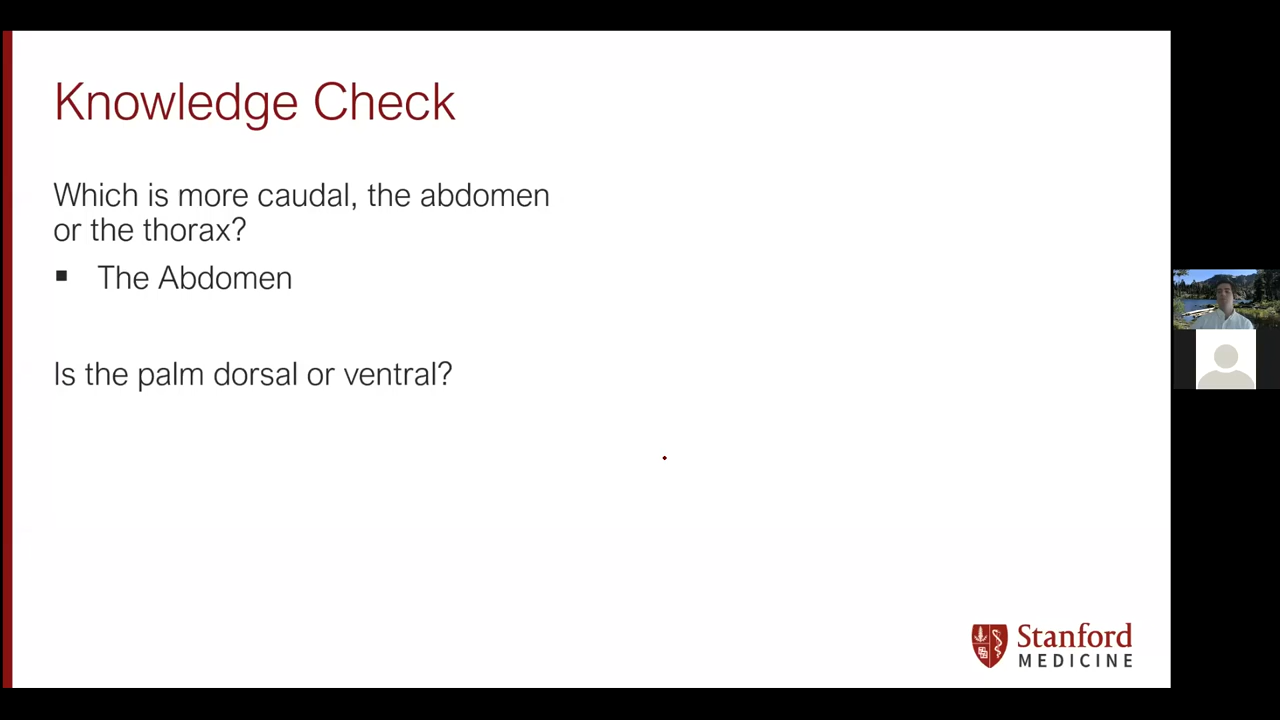 Knowledge Check
Which is more caudal, the abdomen
or the thorax?
▪ The Abdomen
Is the palm dorsal or ventral?
Stanford
MEDICINE